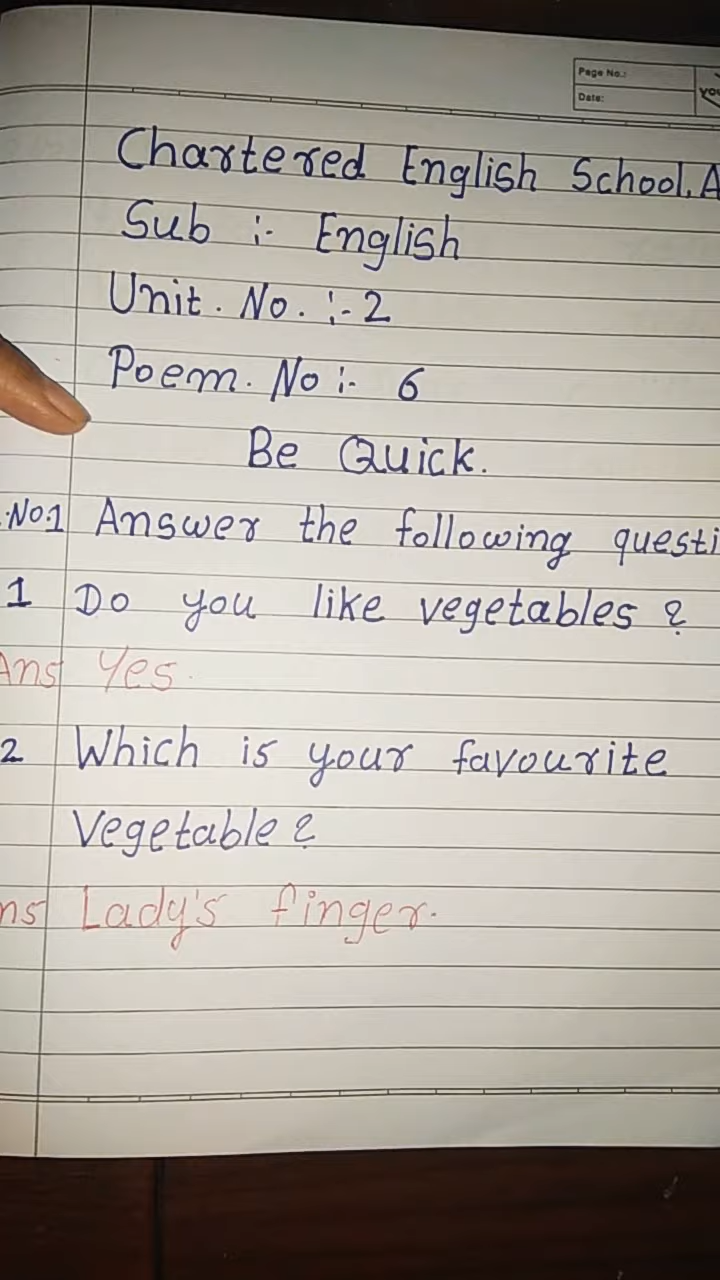 Page No.:
Date:
You
Chartered English School, A
Sub :- English
Unit. No. :- 2
Poem. No :- 6
Be Quick.
.No.1 Answer the following questi
1 Do you like vegetables ?
Ans Yes.
2 Which is your favourite
Vegetable ?
ns Lady's finger.